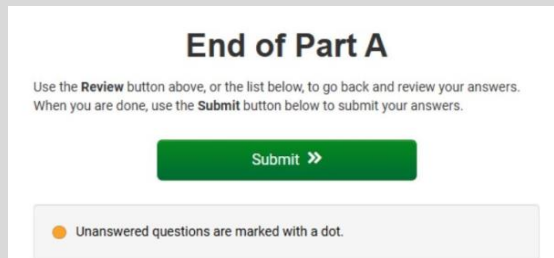 End of Part A
Use the Review button above, or the list below, to go back and review your answers.
When you are done, use the Submit button below to submit your answers.
Submit »
Unanswered questions are marked with a dot.